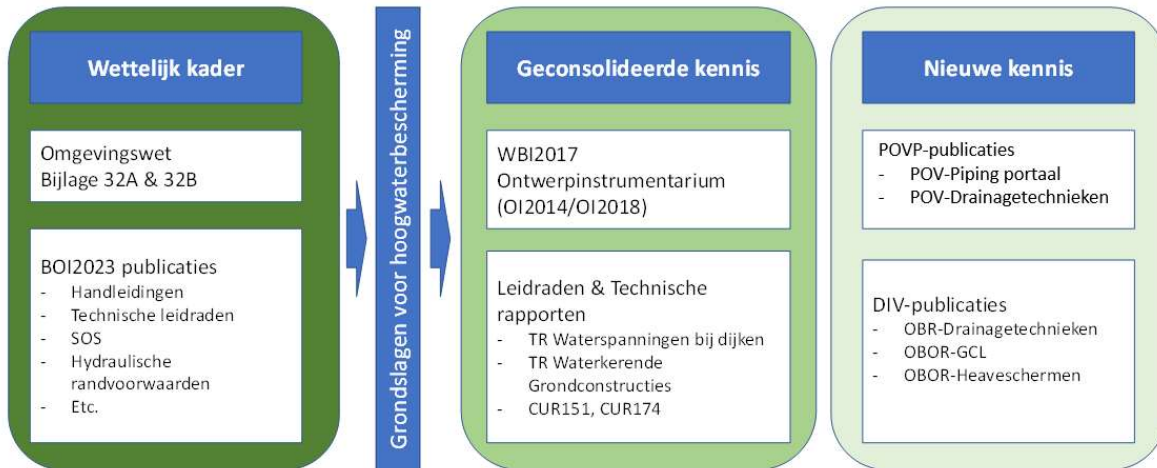 Wettelijk kader
Omgevingswet
Bijlage 32A & 32B
BOI2023 publicaties
- Handleidingen
- Technische leidraden
- SOS
- Hydraulische
randvoorwaarden
- Etc.
Grondslagen voor hoogwaterbescherming
Geconsolideerde kennis
WBI2017
Ontwerpinstrumentarium
(OI2014/OI2018)
Leidraden & Technische
rapporten
- TR Waterspanningen bij dijken
- TR Waterkerende
Grondconstructies
- CUR151, CUR174
Nieuwe kennis
POVP-publicaties
- POV-Piping portaal
- POV-Drainagetechnieken
DIV-publicaties
- OBR-Drainagetechnieken
- OBOR-GCL
- OBOR-Heaveschermen